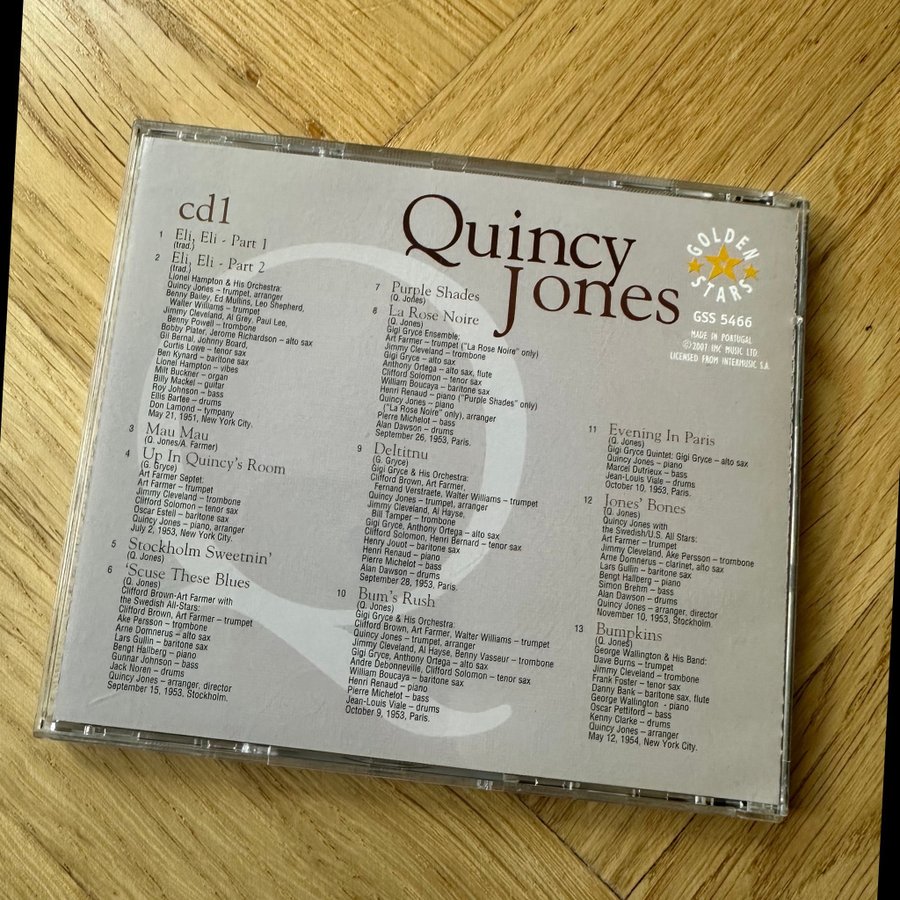 cd1
1 Eli, Eli - Part 1
(trad.)
2 Eli, Eli - Part 2
(trad.)
Lionel Hampton & His Orchestra:
Quincy Jones – trumpet, arranger
Benny Bailey, Ed Mullins, Leo Shepherd,
Walter Williams – trumpet
Jimmy Cleveland, Al Grey, Paul Lee,
Benny Powell – trombone
Bobby Plater, Jerome Richardson – alto sax
Gil Bernal, Johnny Board,
Curtis Lowe – tenor sax
Ben Kynard – baritone sax
Lionel Hampton – vibes
Milt Buckner – organ
Billy Mackel – guitar
Roy Johnson – bass
Ellis Bartee – drums
Don Lamond – tympany
May 21, 1951, New York City.
3 Mau Mau
(Q. Jones/A. Farmer)
4 Up In Quincy's Room
(G. Gryce)
Art Farmer Septet:
Art Farmer – trumpet
Jimmy Cleveland – trombone
Clifford Solomon – tenor sax
Oscar Estell – baritone sax
Quincy Jones – piano, arranger
July 2, 1953, New York City.
5 Stockholm Sweetnin'
(Q. Jones)
6 'Scuse These Blues
(Q. Jones)
Clifford Brown-Art Farmer with
the Swedish All-Stars:
Clifford Brown, Art Farmer – trumpet
Åke Persson – trombone
Arne Domnerus – alto sax
Lars Gullin – baritone sax
Bengt Hallberg – piano
Gunnar Johnson – bass
Jack Noren – drums
Quincy Jones – arranger, director
September 15, 1953, Stockholm.
Quincy
Jones
7 Purple Shades
(Q. Jones)
8 La Rose Noire
(Q. Jones)
Gigi Gryce Ensemble:
Art Farmer – trumpet ("La Rose Noire" only)
Jimmy Cleveland – trombone
Gigi Gryce – alto sax
Anthony Ortega – alto sax, flute
Clifford Solomon – tenor sax
William Boucaya – baritone sax
Henri Renaud – piano ("Purple Shades" only)
Quincy Jones – piano
("La Rose Noire" only), arranger
Pierre Michelot – bass
Alan Dawson – drums
September 26, 1953, Paris.
9 Deltitnu
(G. Gryce)
Gigi Gryce & His Orchestra:
Clifford Brown, Art Farmer,
Fernand Verstraete, Walter Williams – trumpet
Quincy Jones – trumpet, arranger
Jimmy Cleveland, Al Hayse,
Bill Tamper – trombone
Gigi Gryce, Anthony Ortega – alto sax
Clifford Solomon, Henri Bernard – tenor sax
Henry Jouot – baritone sax
Henri Renaud – piano
Pierre Michelot – bass
Alan Dawson – drums
September 28, 1953, Paris.
10 Bum's Rush
(Q. Jones)
Gigi Gryce & His Orchestra:
Clifford Brown, Art Farmer, Walter Williams – trumpet
Quincy Jones – trumpet, arranger
Jimmy Cleveland, Al Hayse, Benny Vasseur – trombone
Gigi Gryce, Anthony Ortega – alto sax
Andre Debonneville, Clifford Solomon – tenor sax
William Boucaya – baritone sax
Henri Renaud – piano
Pierre Michelot – bass
Jean-Louis Viale – drums
October 9, 1953, Paris.
GOLDEN
STARS
GSS 5466
MADE IN PORTUGAL
©2007 IMC MUSIC LTD.
LICENSED FROM INTERMUSIC S.A.
11 Evening In Paris
(Q. Jones)
Gigi Gryce Quintet: Gigi Gryce – alto sax
Quincy Jones – piano
Marcel Dutrieux – bass
Jean-Louis Viale – drums
October 10, 1953, Paris.
12 Jones' Bones
(Q. Jones)
Quincy Jones with
the Swedish/U.S. All Stars:
Art Farmer – trumpet
Jimmy Cleveland, Ake Persson – trombone
Arne Domnerus – clarinet, alto sax
Lars Gullin – baritone sax
Bengt Hallberg – piano
Simon Brehm – bass
Alan Dawson – drums
Quincy Jones – arranger, director
November 10, 1953, Stockholm.
13 Bumpkins
(Q. Jones)
George Wallington & His Band:
Dave Burns – trumpet
Jimmy Cleveland – trombone
Frank Foster – tenor sax
Danny Bank – baritone sax, flute
George Wallington - piano
Oscar Pettiford – bass
Kenny Clarke – drums
Quincy Jones – arranger
May 12, 1954, New York City.